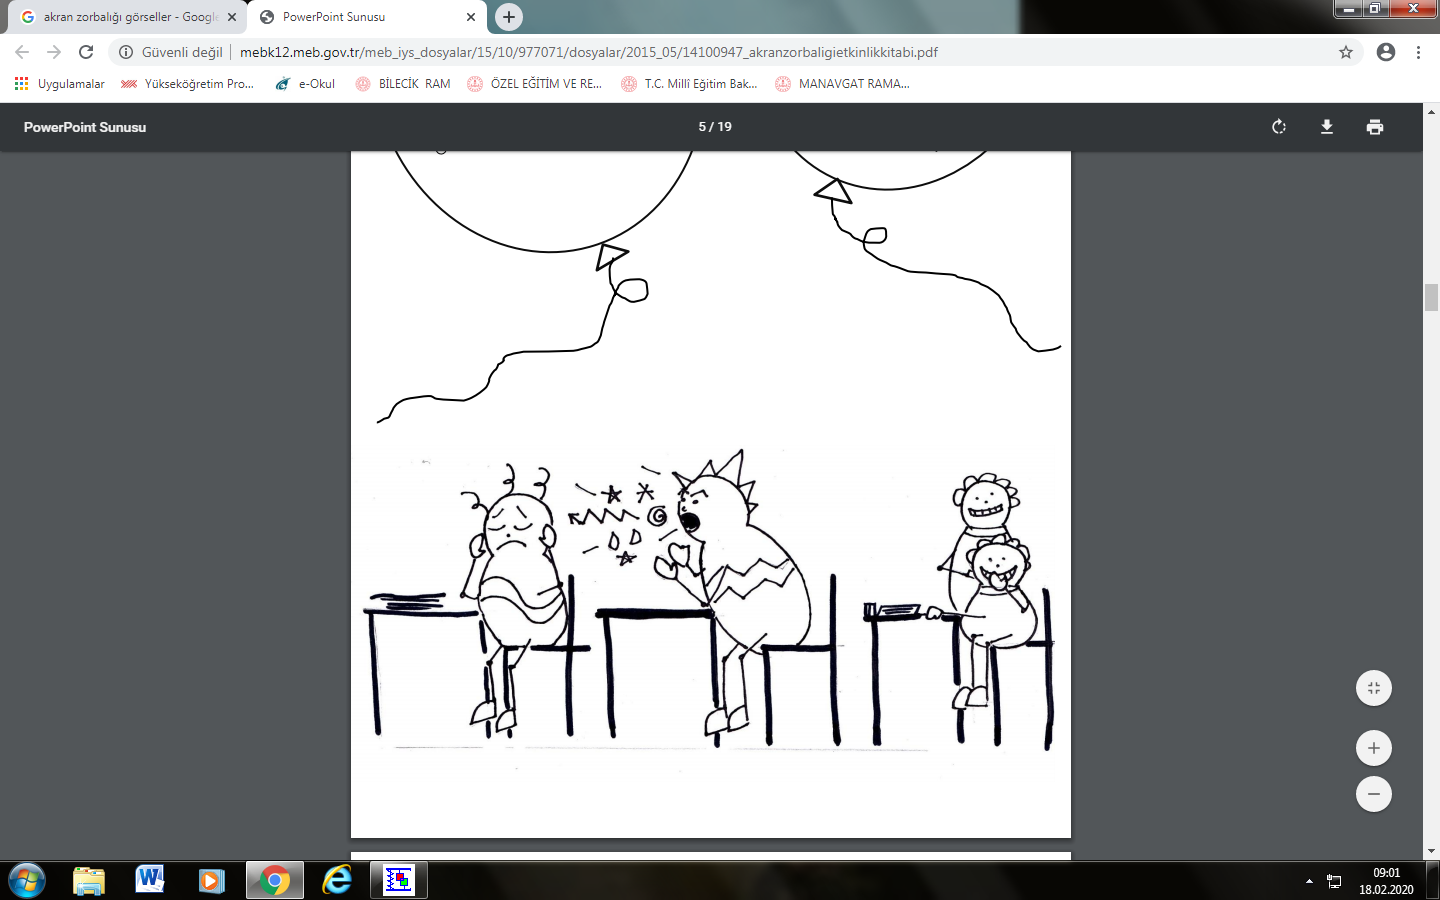 akran zorbalığı görseller - Google
PowerPoint Sunusu
Güvenli değil
mebk12.meb.gov.tr/meb_iys_dosyalar/15/10/977071/dosyalar/2015_05/14100947_akranzorbaligietkinlikkitabi.pdf
Uygulamalar
Yükseköğretim Pro...
e-Okul
BİLECİK RAM
ÖZEL EĞİTİM VE RE...
T.C. Millî Eğitim Bak...
MANAVGAT RAMA...
PowerPoint Sunusu
5 / 19
09:01
18.02.2020